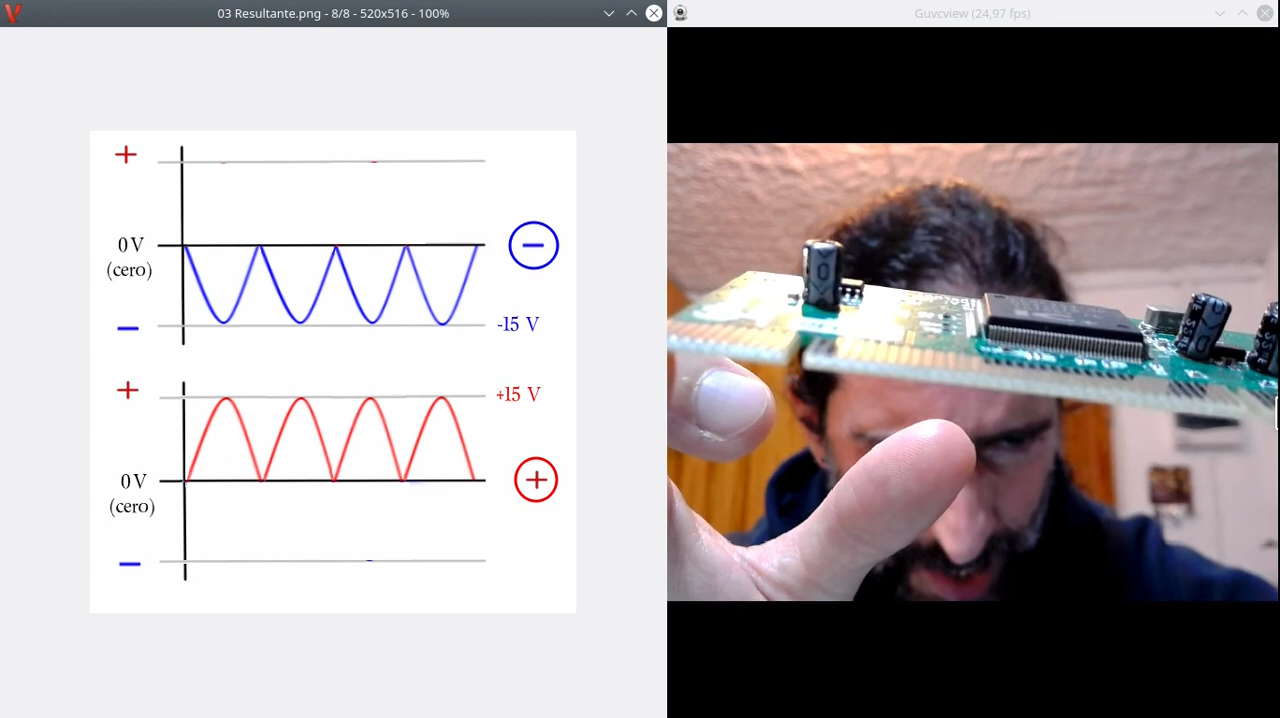 03 Resultante.png - 8/8 - 520x516 - 100%
Guvcview (24,97 fps)
+
0 V
(cero)
−
−
-15 V
+
+15 V
0 V
(cero)
+
−